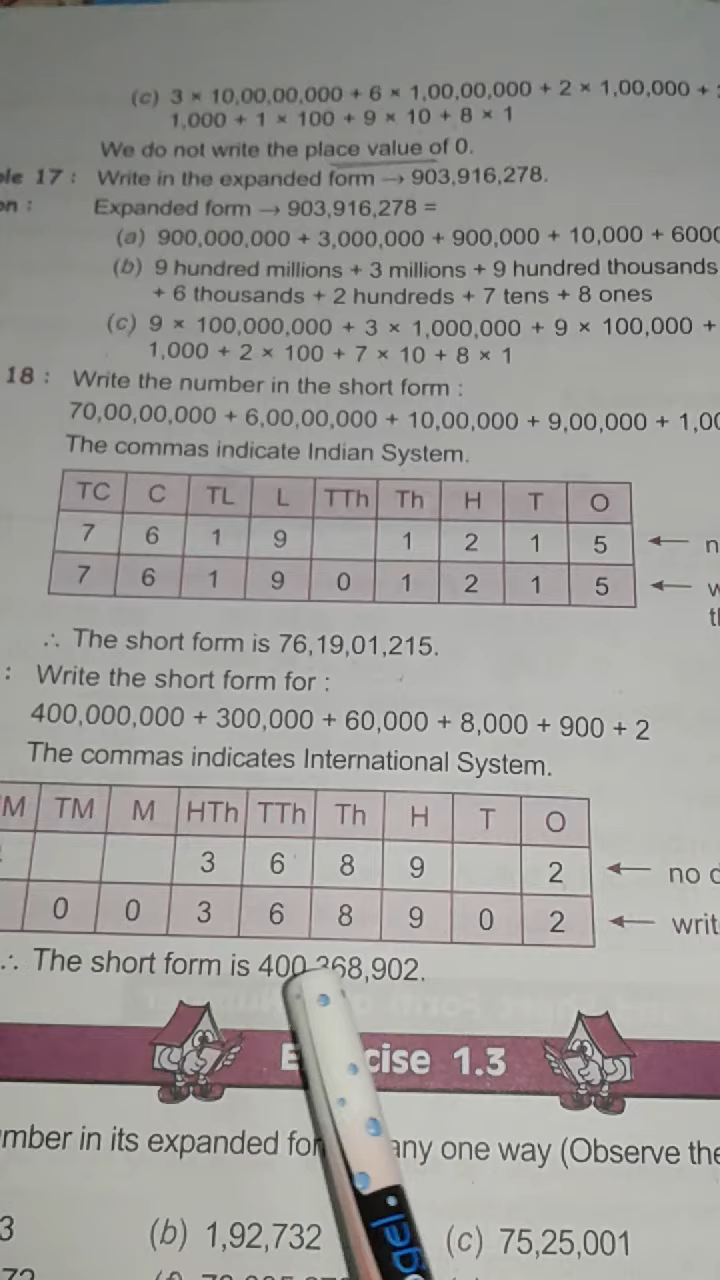 (c) 3 × 10,00,00,000 + 6 × 1,00,00,000 + 2 × 1,00,000 +
1,000 + 1 × 100 + 9 × 10 + 8 × 1
We do not write the place value of 0.
17 : Write in the expanded form → 903,916,278.
Expanded form → 903,916,278 =
(a) 900,000,000 + 3,000,000 + 900,000 + 10,000 + 6000
(b) 9 hundred millions + 3 millions + 9 hundred thousands
+ 6 thousands + 2 hundreds + 7 tens + 8 ones
(c) 9 × 100,000,000 + 3 × 1,000,000 + 9 × 100,000 +
1,000 + 2 × 100 + 7 × 10 + 8 × 1
18 : Write the number in the short form :
70,00,00,000 + 6,00,00,000 + 10,00,000 + 9,00,000 +
The commas indicate Indian System.
TC C TL L TTh Th H T O
7 6 1 9 1 2 1 5 ←
7 6 1 9 0 1 2 1 5 ←
∴ The short form is 76,19,01,215.
: Write the short form for :
400,000,000 + 300,000 + 60,000 + 8,000 + 900 + 2
The commas indicates International System.
M TM M HTh TTh Th H T O
3 6 8 9 2 ← no
0 0 3 6 8 9 0 2 ←
∴ The short form is 400,368,902.
1.3
in its expanded any one way (Observe the
3 (b) 1,92,732 (c) 75,25,001
gel